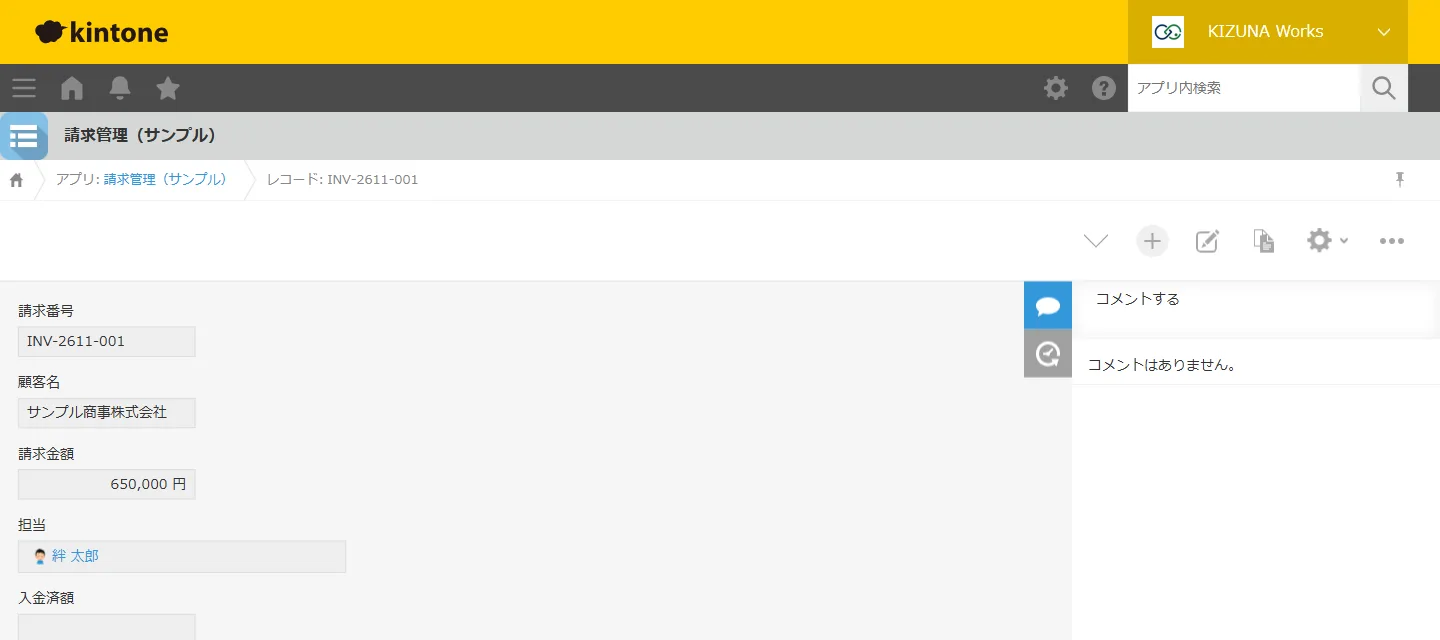 kintone
KIZUNA Works
アプリ内検索
請求管理（サンプル）
アプリ: 請求管理（サンプル）
レコード: INV-2611-001
請求番号
INV-2611-001
顧客名
サンプル商事株式会社
請求金額
650,000 円
担当
絆 太郎
入金済額
コメントする
コメントはありません。